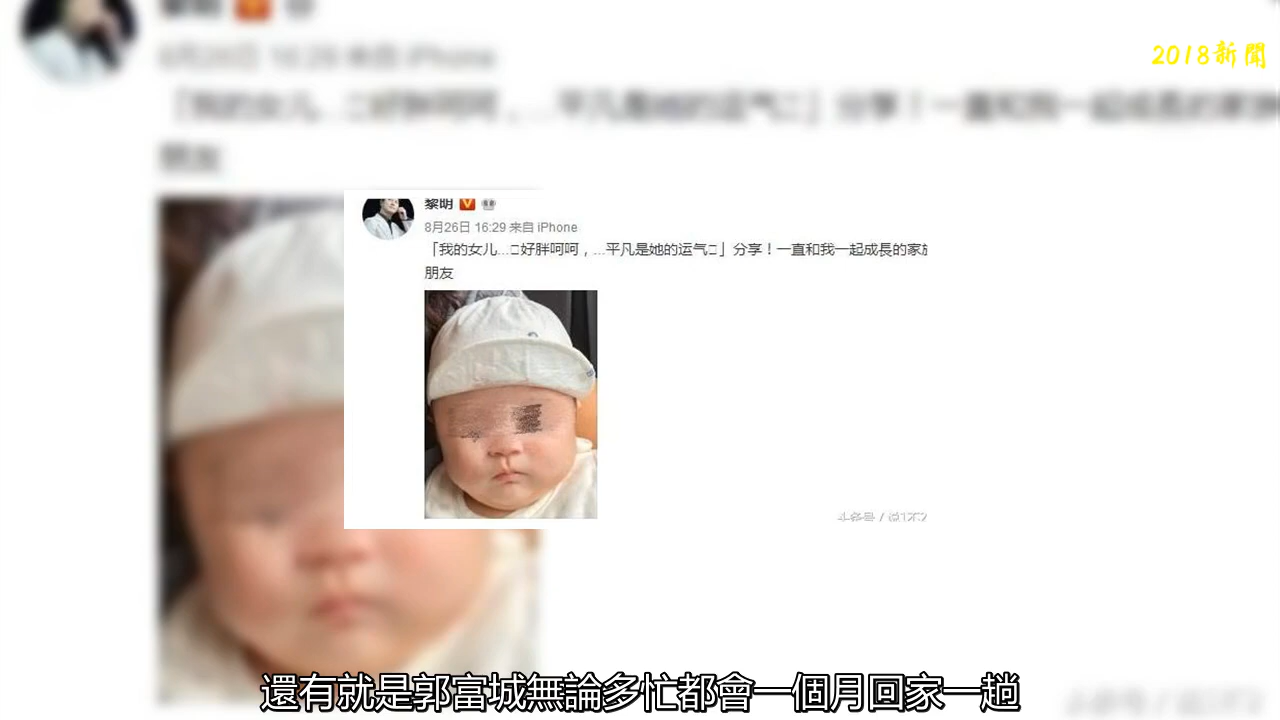 2018新聞
黎明
8月26日 16:29 来自 iPhone
「我的女儿...□好胖呵呵，...平凡是她的运气□」分享！一直和我一起成長的家族
朋友
还有就是郭富城無論多忙都會一個月回家一趟